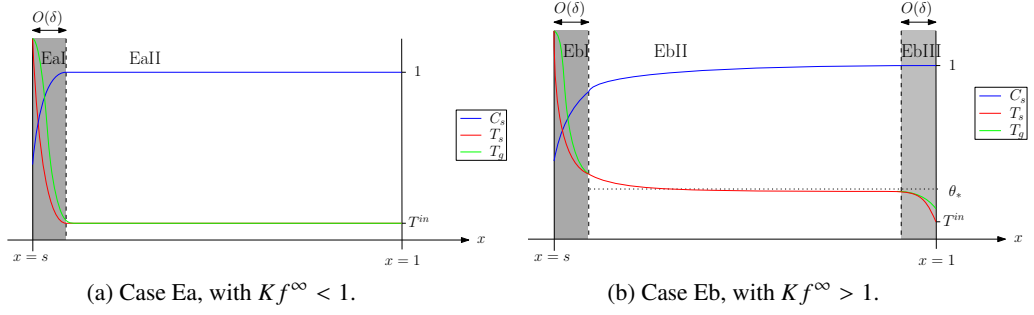 O(δ)
EaI
EaII
1
C_s
T_s
T_g
T^{in}
x
x = s
x = 1
(a) Case Ea, with Kf^∞ < 1.
O(δ)
O(δ)
EbI
EbII
EbIII
1
C_s
T_s
T_g
θ_*
T^{in}
x
x = s
x = 1
(b) Case Eb, with Kf^∞ > 1.